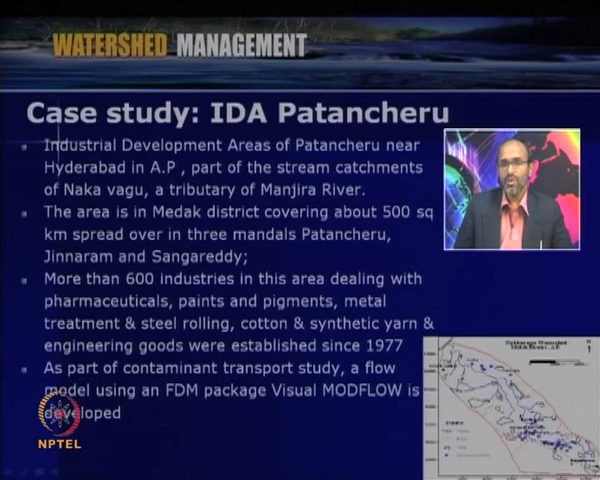 WATERSHED MANAGEMENT
Case study: IDA Patancheru
Industrial Development Areas of Patancheru near
Hyderabad in A.P , part of the stream catchments
of Naka vagu, a tributary of Manjira River.
The area is in Medak district covering about 500 sq
km spread over in three mandals Patancheru,
Jinnaram and Sangareddy;
More than 600 industries in this area dealing with
pharmaceuticals, paints and pigments, metal
treatment & steel rolling, cotton & synthetic yarn &
engineering goods were established since 1977
As part of contaminant transport study, a flow
model using an FDM package Visual MODFLOW is
developed
NPTEL